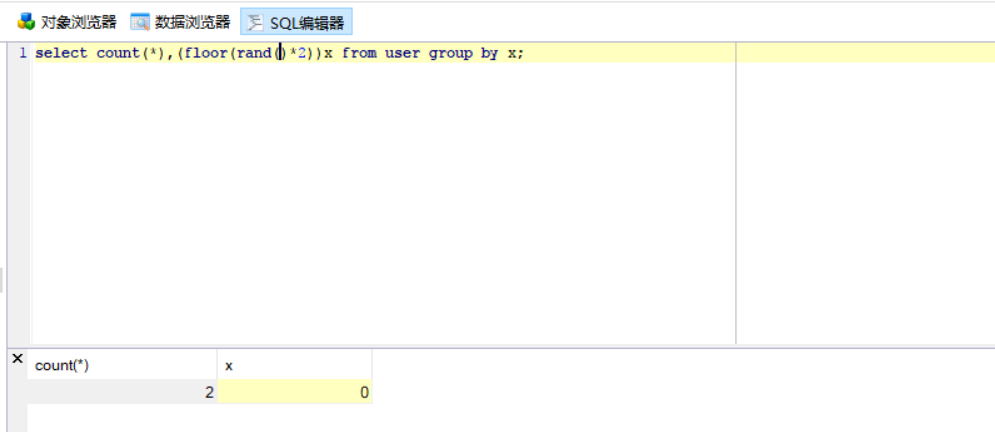 对象浏览器 数据浏览器 SQL编辑器
1 select count(*),(floor(rand()*2))x from user group by x;
count(*) x
2 0